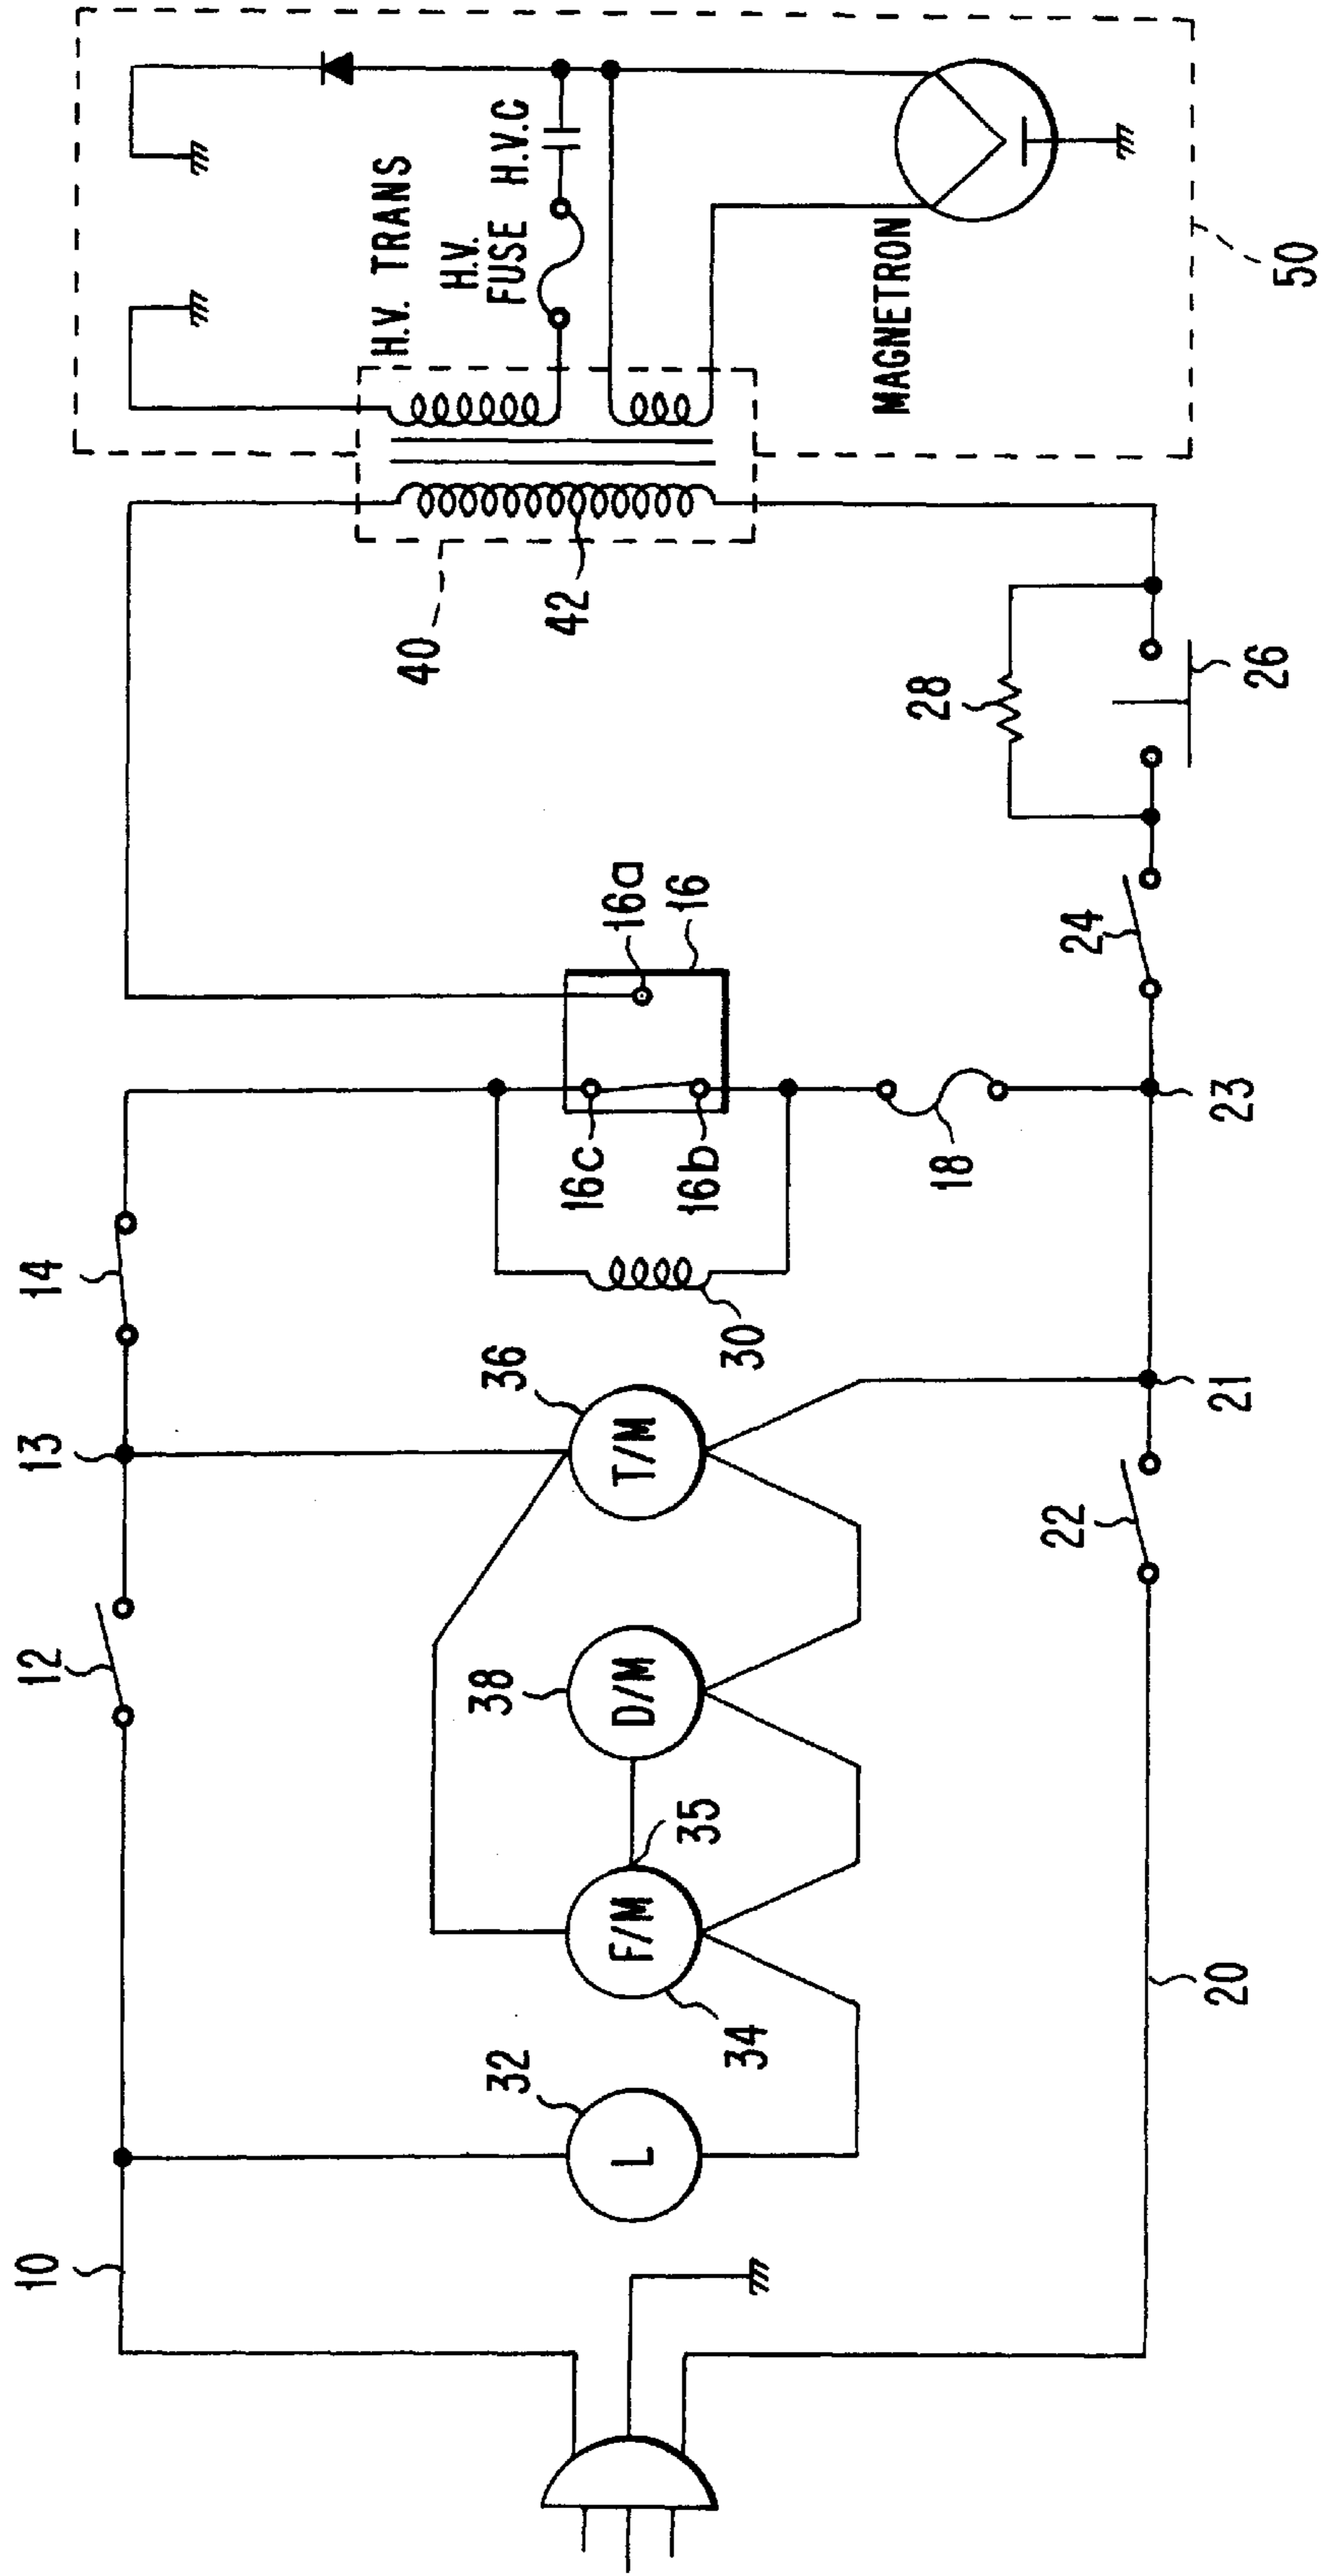 10
12
13
14
16a
16
16c
16b
18
30
36
T/M
38
D/M
35
F/M
34
32
L
20
22
21
23
24
26
28
40
42
H.V. TRANS
H.V.
FUSE
H.V.C
MAGNETRON
50